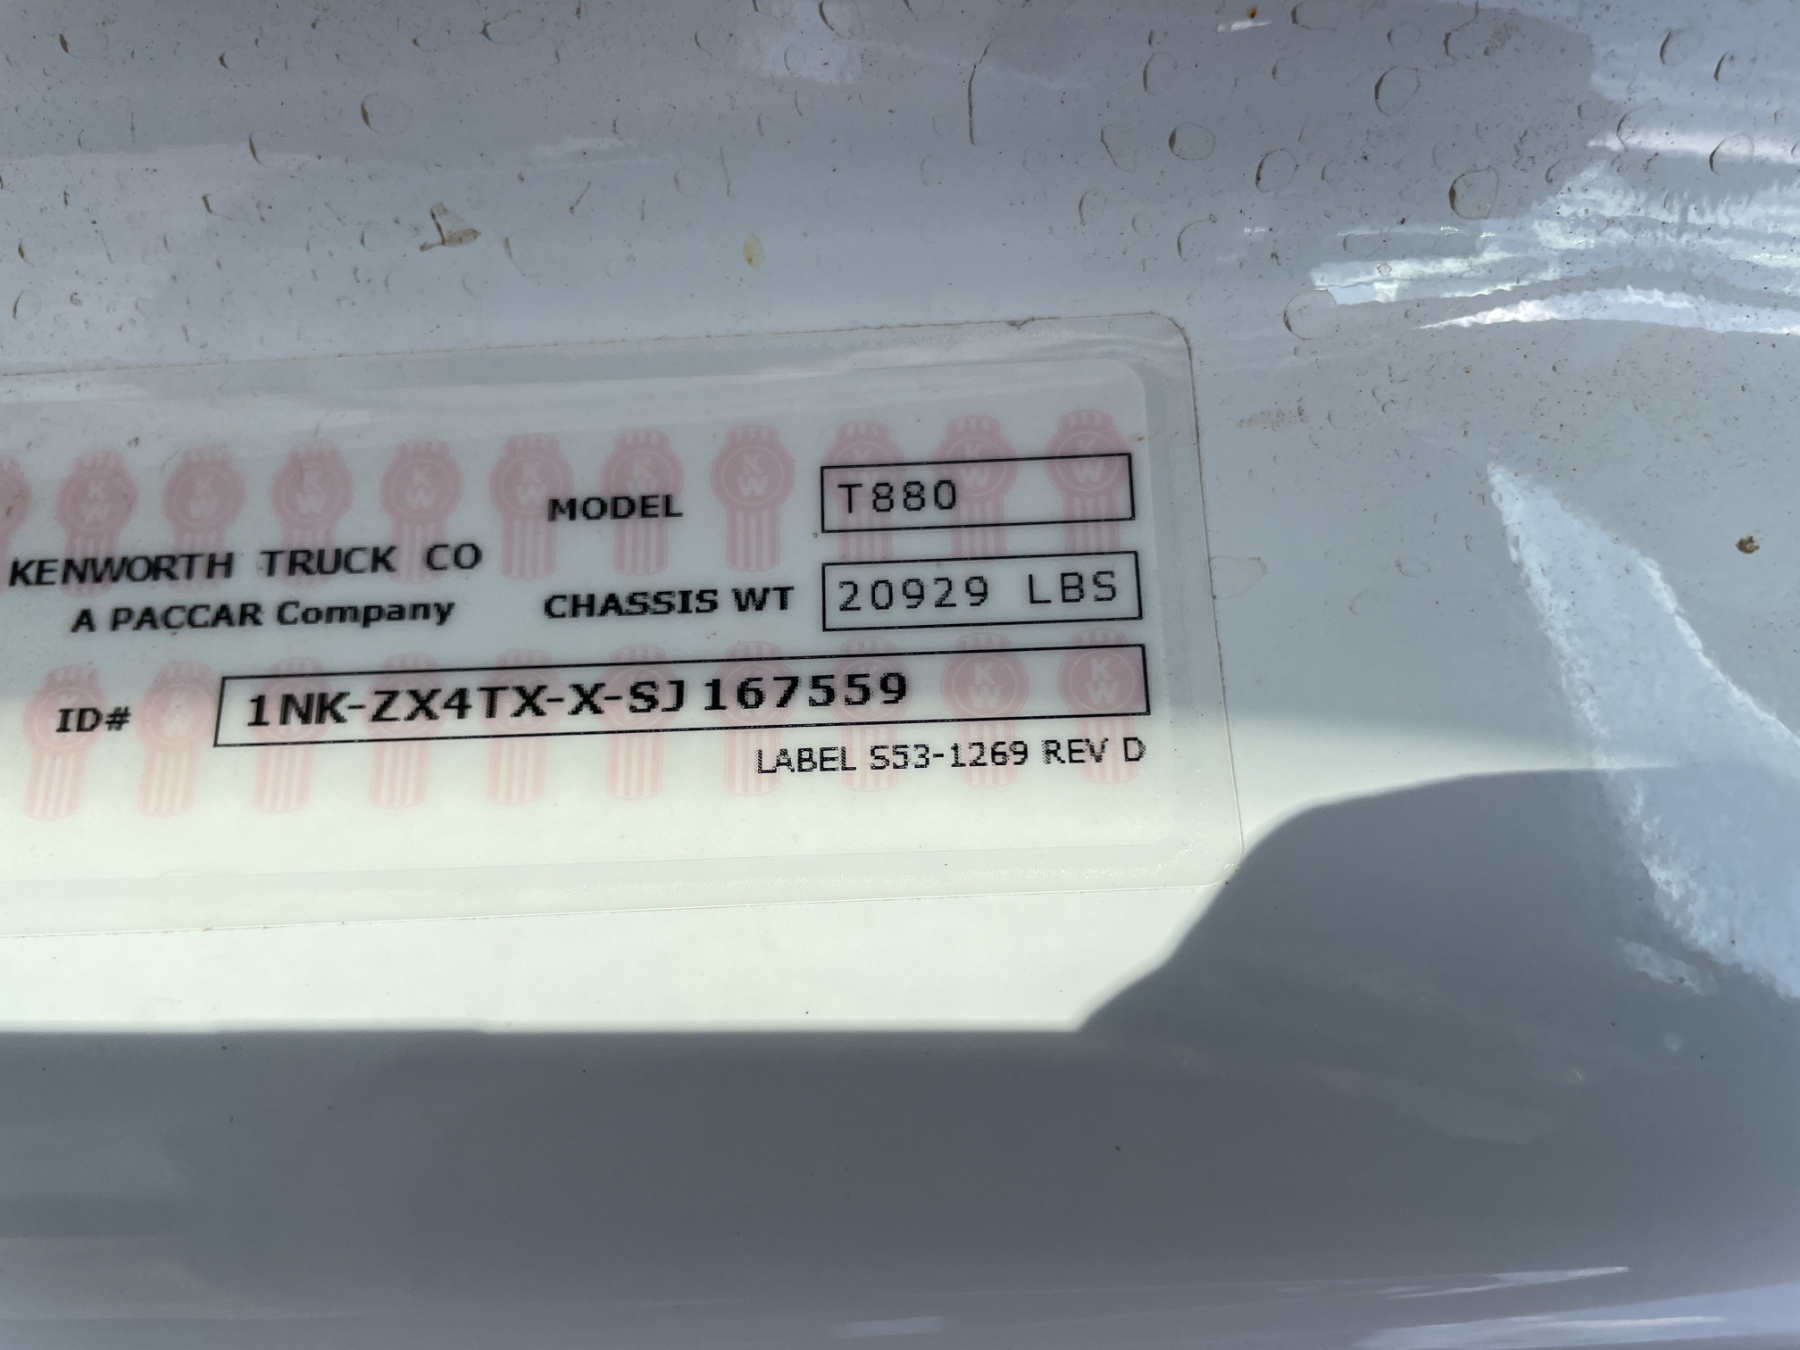 MODEL T880
KENWORTH TRUCK CO
A PACCAR Company
CHASSIS WT 20929 LBS
ID# 1NK-ZX4TX-X-SJ167559
LABEL S53-1269 REV D